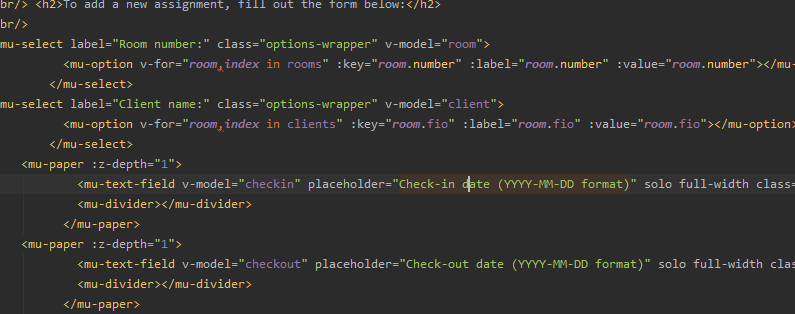 br/> <h2>To add a new assignment, fill out the form below:</h2>
br/>
mu-select label="Room number:" class="options-wrapper" v-model="room">
<mu-option v-for="room,index in rooms" :key="room.number" :label="room.number" :value="room.number"></mu-
</mu-select>
mu-select label="Client name:" class="options-wrapper" v-model="client">
<mu-option v-for="room,index in clients" :key="room.fio" :label="room.fio" :value="room.fio"></mu-option>
</mu-select>
<mu-paper :z-depth="1">
<mu-text-field v-model="checkin" placeholder="Check-in date (YYYY-MM-DD format)" solo full-width class=
<mu-divider></mu-divider>
</mu-paper>
<mu-paper :z-depth="1">
<mu-text-field v-model="checkout" placeholder="Check-out date (YYYY-MM-DD format)" solo full-width clas
<mu-divider></mu-divider>
</mu-paper>